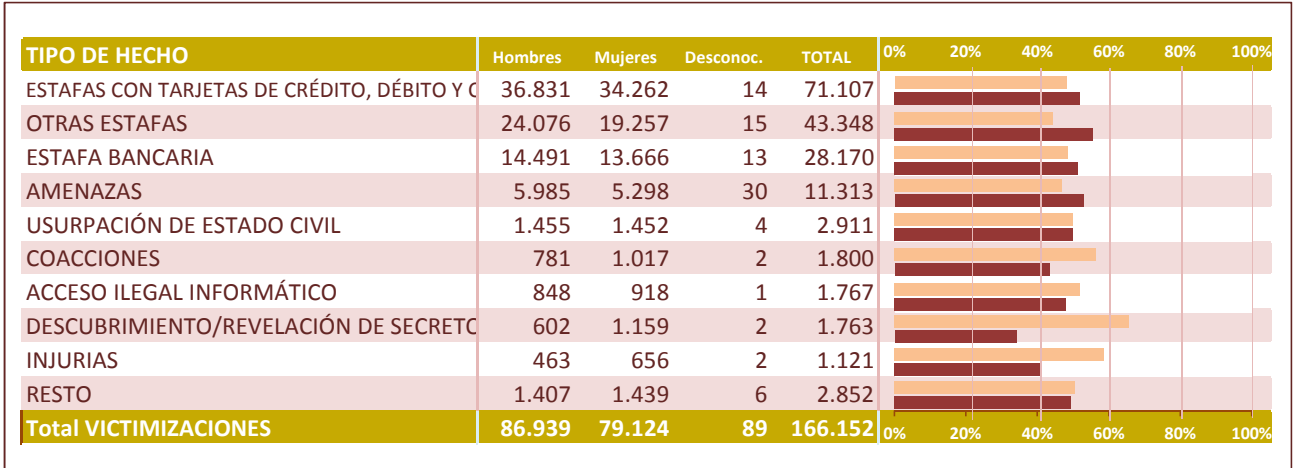 TIPO DE HECHO Hombres Mujeres Desconoc. TOTAL 0% 20% 40% 60% 80% 100%
ESTAFAS CON TARJETAS DE CRÉDITO, DÉBITO Y 36.831 34.262 14 71.107
OTRAS ESTAFAS 24.076 19.257 15 43.348
ESTAFA BANCARIA 14.491 13.666 13 28.170
AMENAZAS 5.985 5.298 30 11.313
USURPACIÓN DE ESTADO CIVIL 1.455 1.452 4 2.911
COACCIONES 781 1.017 2 1.800
ACCESO ILEGAL INFORMÁTICO 848 918 1 1.767
DESCUBRIMIENTO/REVELACIÓN DE SECRETO 602 1.159 2 1.763
INJURIAS 463 656 2 1.121
RESTO 1.407 1.439 6 2.852
Total VICTIMIZACIONES 86.939 79.124 89 166.152 0% 20% 40% 60% 80% 100%